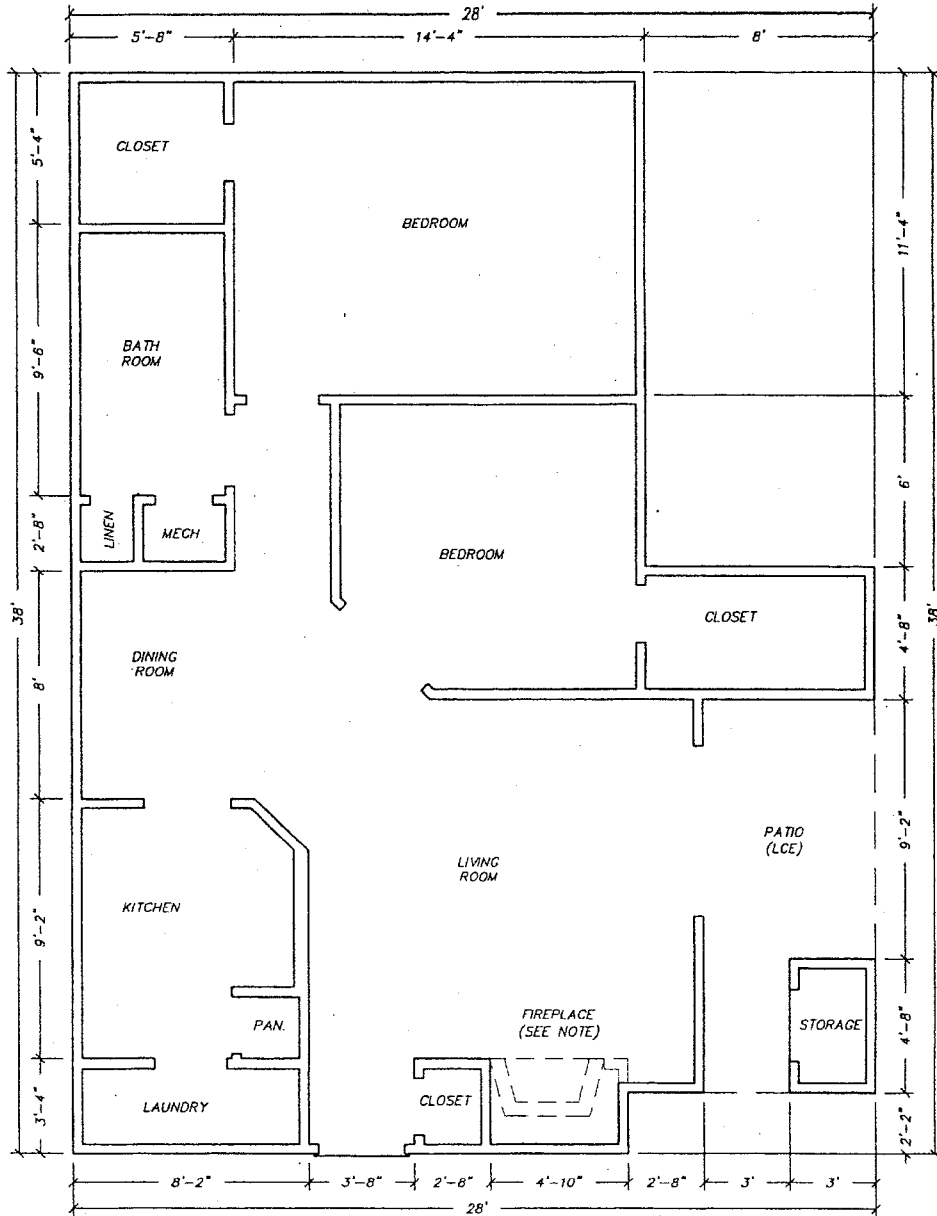 28'
5'-8"
14'-4"
8'
5'-4"
CLOSET
BEDROOM
11'-4"
9'-6"
BATH
ROOM
6'
2'-8"
LINEN
MECH
BEDROOM
38'
38'
CLOSET
4'-8"
8'
DINING
ROOM
9'-2"
PATIO
(LCE)
LIVING
ROOM
KITCHEN
9'-2"
PAN.
FIREPLACE
(SEE NOTE)
STORAGE
4'-8"
3'-4"
LAUNDRY
CLOSET
2'-2"
8'-2"
3'-8"
2'-8"
4'-10"
2'-8"
3'
3'
28'